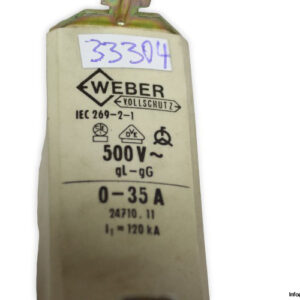 33304
WEBER
VOLLSCHUTZ
IEC 269-2-1
500 V ~
gL-gG
0-35 A
24710.11
I₁ = 120 kA